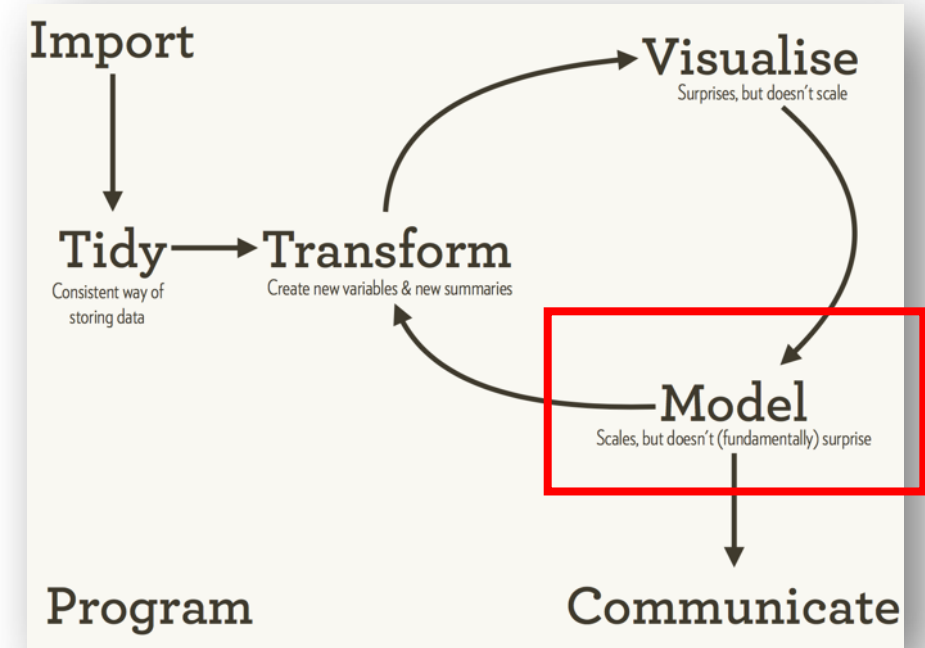 Import
Visualise
Surprises, but doesn't scale
Tidy
Consistent way of
storing data
Transform
Create new variables & new summaries
Model
Scales, but doesn't (fundamentally) surprise
Program
Communicate